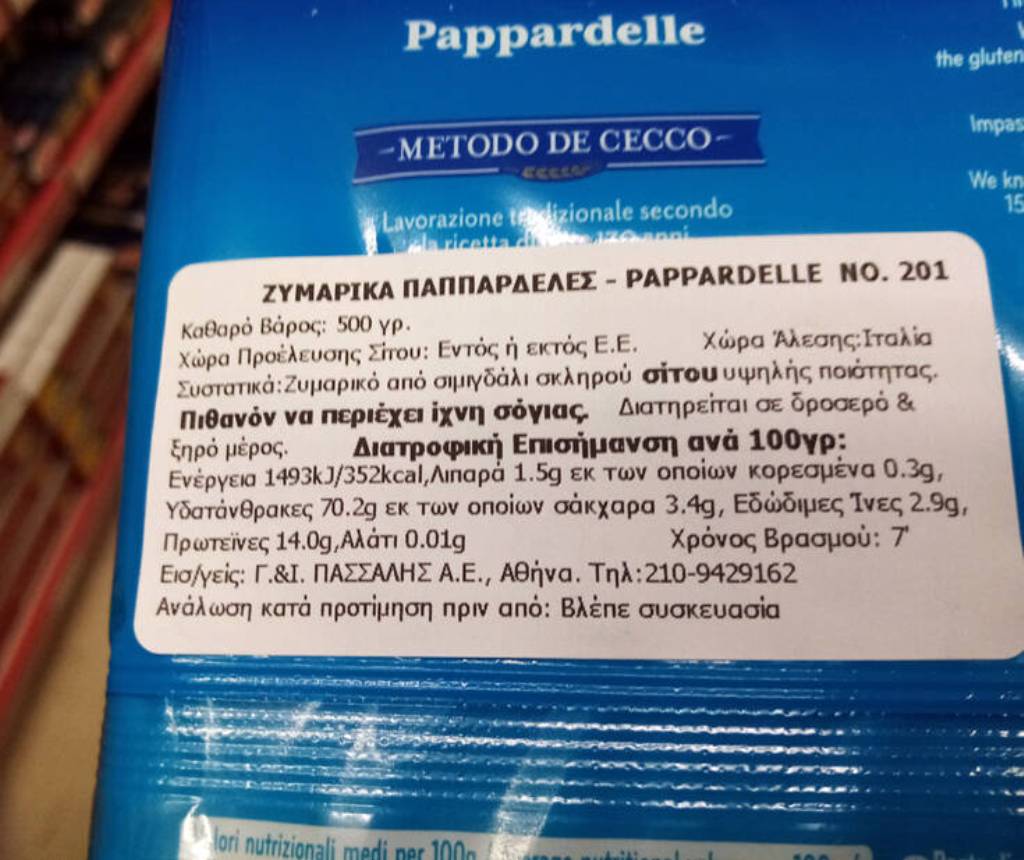 Pappardelle
the gluten
METODO DE CECCO
Impas
We kn
15
Lavorazione tradizionale secondo
la ricetta
ΖΥΜΑΡΙΚΑ ΠΑΠΠΑΡΔΕΛΕΣ - PAPPARDELLE NO. 201
Καθαρό Βάρος: 500 γρ.
Χώρα Προέλευσης Σίτου: Εντός ή εκτός Ε.Ε. Χώρα Άλεσης:Ιταλία
Συστατικά:Ζυμαρικό από σιμιγδάλι σκληρού σίτου υψηλής ποιότητας.
Πιθανόν να περιέχει ίχνη σόγιας. Διατηρείται σε δροσερό &
ξηρό μέρος. Διατροφική Επισήμανση ανά 100γρ:
Ενέργεια 1493kJ/352kcal,Λιπαρά 1.5g εκ των οποίων κορεσμένα 0.3g,
Υδατάνθρακες 70.2g εκ των οποίων σάκχαρα 3.4g, Εδώδιμες Ίνες 2.9g,
Πρωτεϊνες 14.0g,Αλάτι 0.01g Χρόνος Βρασμού: 7'
Εισ/γείς: Γ.&Ι. ΠΑΣΣΑΛΗΣ Α.Ε., Αθήνα. Τηλ:210-9429162
Ανάλωση κατά προτίμηση πριν από: Βλέπε συσκευασία
lori nutrizionali medi per 100g